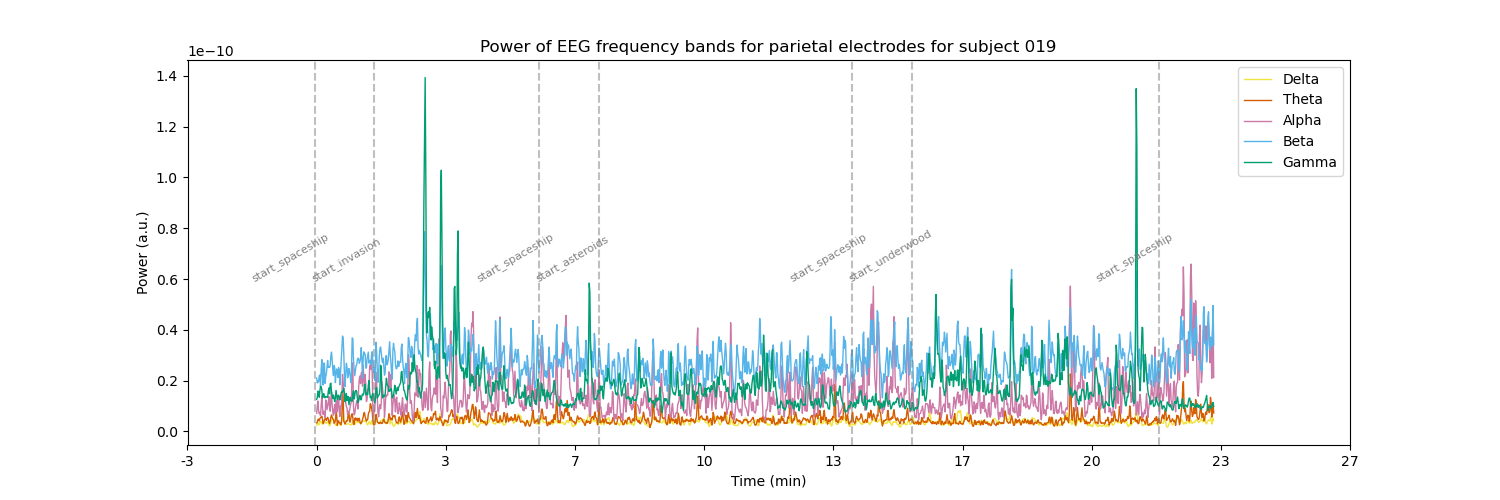 Power of EEG frequency bands for parietal electrodes for subject 019
1e−10
1.4
1.2
1.0
0.8
0.6
0.4
0.2
0.0
Power (a.u.)
start_spaceship
start_invasion
start_spaceship
start_asteroids
start_spaceship
start_underwood
start_spaceship
Delta
Theta
Alpha
Beta
Gamma
-3 0 3 7 10 13 17 20 23 27
Time (min)